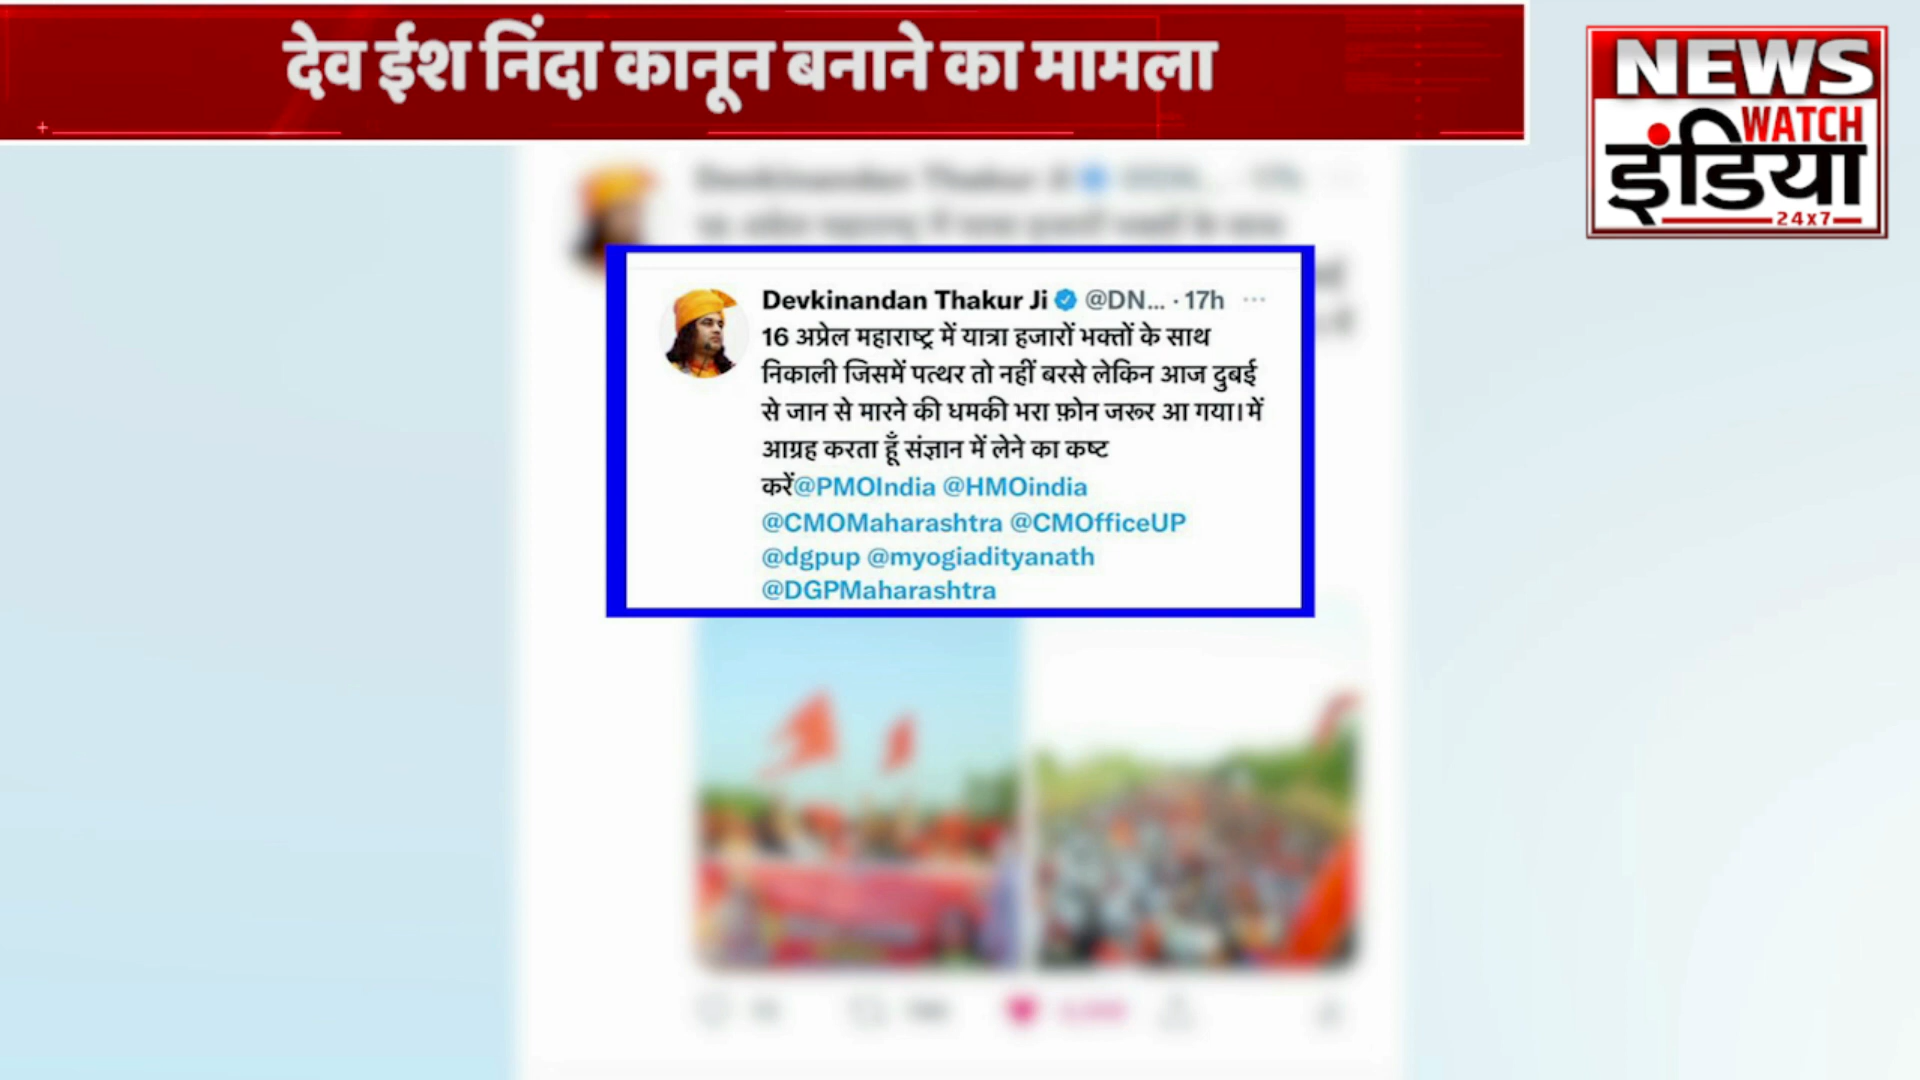 देव ईश निंदा कानून बनाने का मामला
NEWS
WATCH
इंडिया
24x7
Devkinandan Thakur Ji @DN... · 17h ···
16 अप्रेल महाराष्ट्र में यात्रा हजारों भक्तों के साथ
निकाली जिसमें पत्थर तो नहीं बरसे लेकिन आज दुबई
से जान से मारने की धमकी भरा फ़ोन जरूर आ गया।में
आग्रह करता हूँ संज्ञान में लेने का कष्ट
करें@PMOIndia @HMOindia
@CMOMaharashtra @CMOfficeUP
@dgpup @myogiadityanath
@DGPMaharashtra